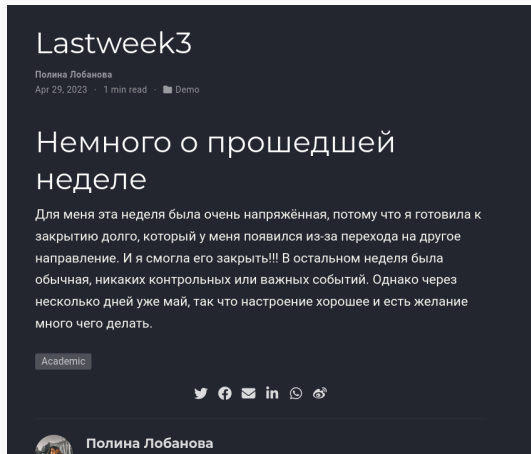 Lastweek3
Полина Лобанова
Apr 29, 2023 · 1 min read · Demo
Немного о прошедшей
неделе
Для меня эта неделя была очень напряжённая, потому что я готовила к
закрытию долго, который у меня появился из-за перехода на другое
направление. И я смогла его закрыть!!! В остальном неделя была
обычная, никаких контрольных или важных событий. Однако через
несколько дней уже май, так что настроение хорошее и есть желание
много чего делать.
Academic
Полина Лобанова